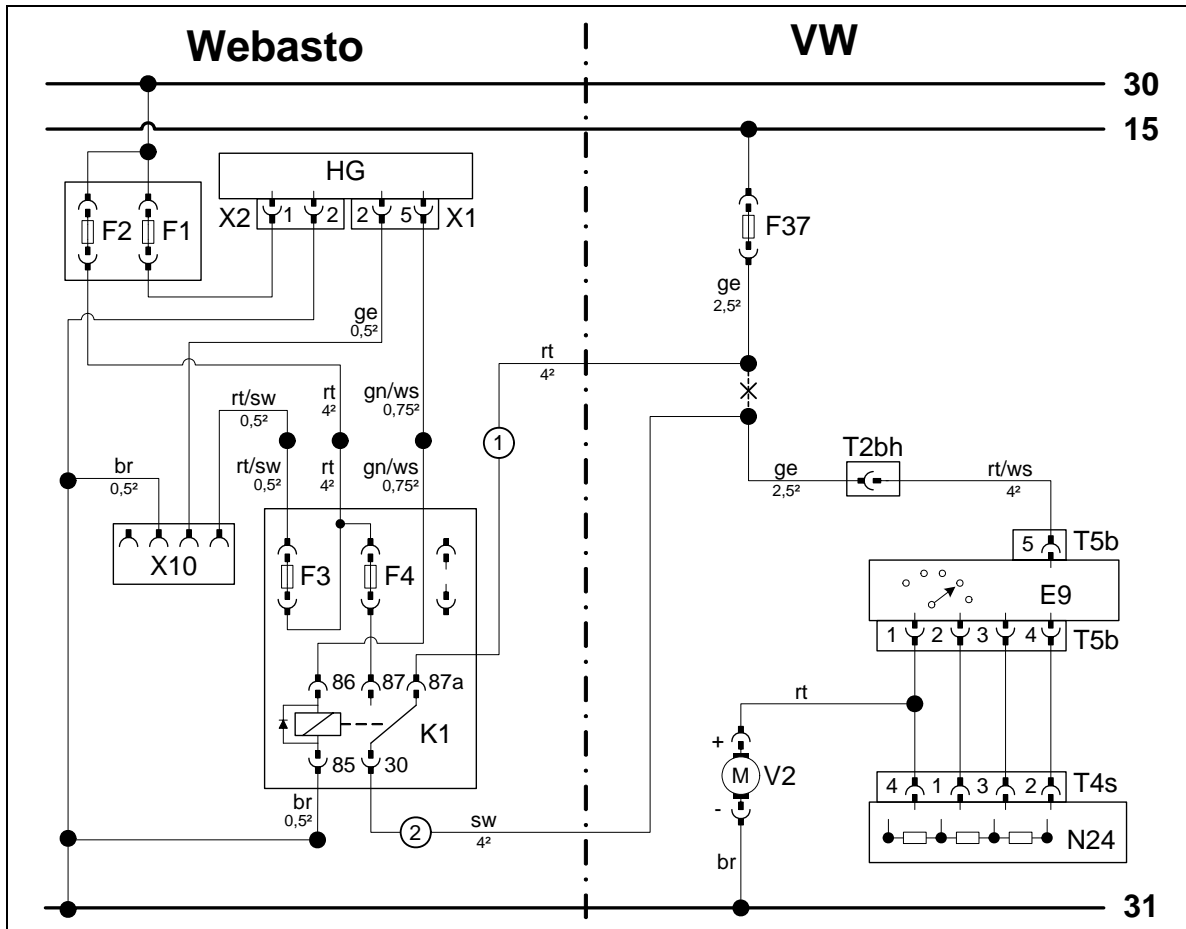 Webasto
VW
30
15
HG
X2 1 2 2 5 X1
F2 F1
F37
ge
0,5²
ge
2,5²
rt
4²
rt/sw
0,5²
rt
4²
gn/ws
0,75²
1
T2bh
br
0,5²
rt/sw
0,5²
rt
4²
gn/ws
0,75²
ge
2,5²
rt/ws
4²
5 T5b
X10
F3 F4
E9
1 2 3 4 T5b
86 87 87a
rt
K1
+
M V2
-
85 30
4 1 3 2 T4s
br
0,5²
2
sw
4²
N24
br
31